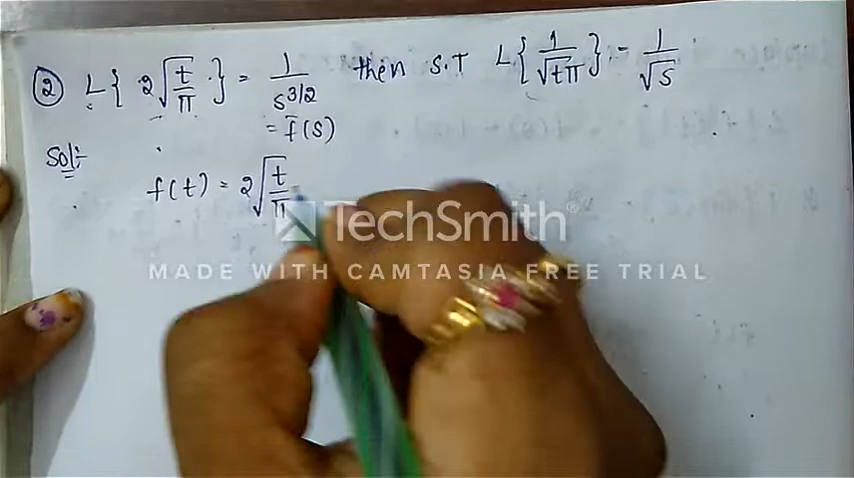 ② L{ 2√(t/π) } = 1/s^3/2 then S.T L{ 1/√tπ } = 1/√s
= f̄(s)
Sol:-
f(t) = 2√(t/π)
TechSmith®
MADE WITH CAMTASIA FREE TRIAL